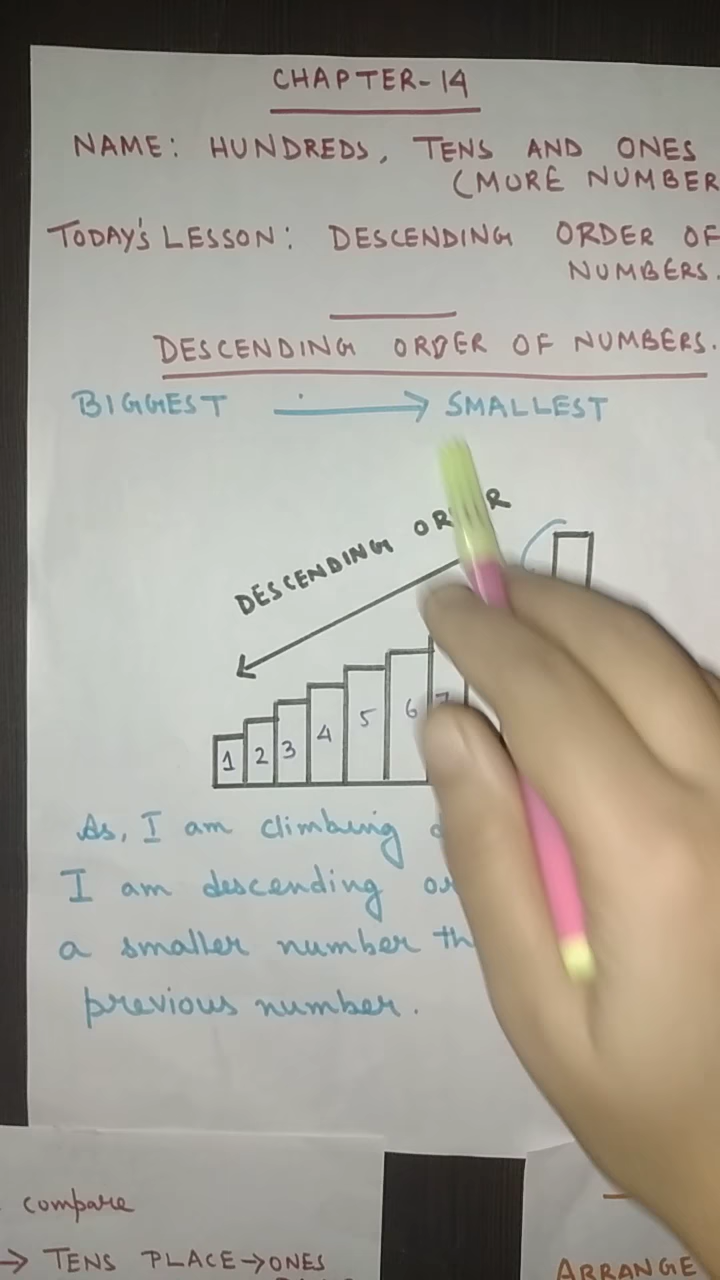 CHAPTER-14
NAME: HUNDREDS, TENS AND ONES
(MORE NUMBER
TODAY'S LESSON: DESCENDING ORDER OF
NUMBERS.
DESCENDING ORDER OF NUMBERS.
BIGGEST → SMALLEST
DESCENDING
1 2 3 4 5 6 7
As, I am climbing
I am descending
a smaller number
previous number.
compare
→ TENS PLACE → ONES
ARRANGE